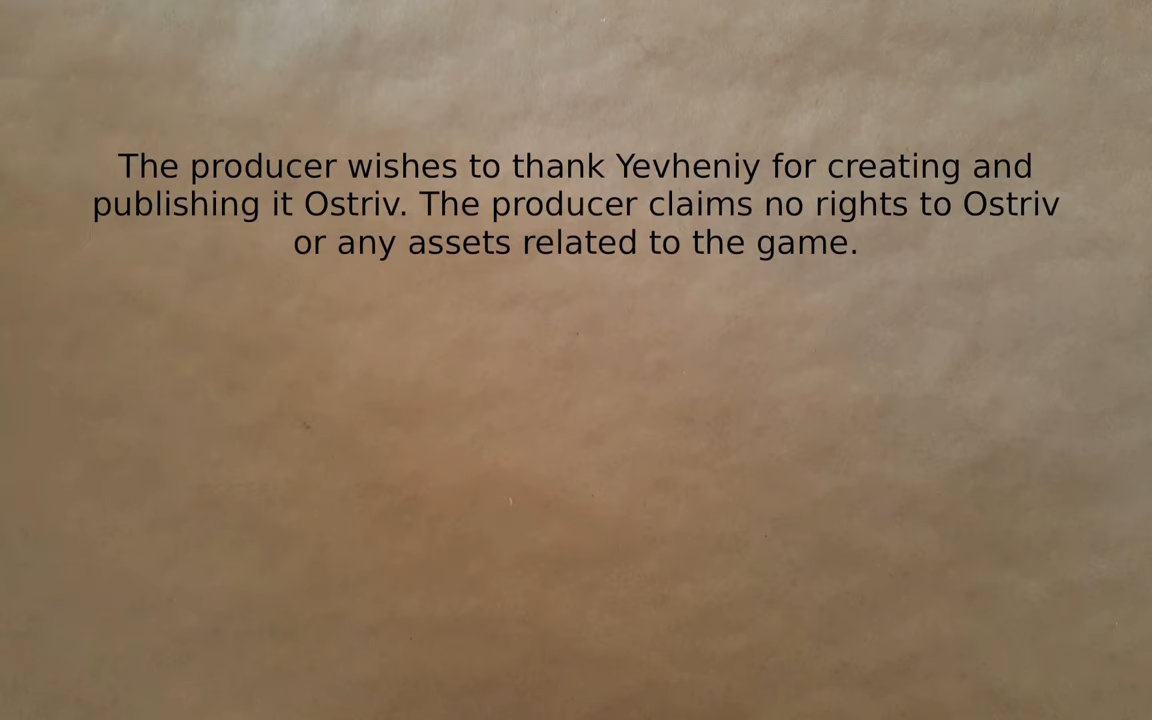 The producer wishes to thank Yevheniy for creating and
publishing it Ostriv. The producer claims no rights to Ostriv
or any assets related to the game.